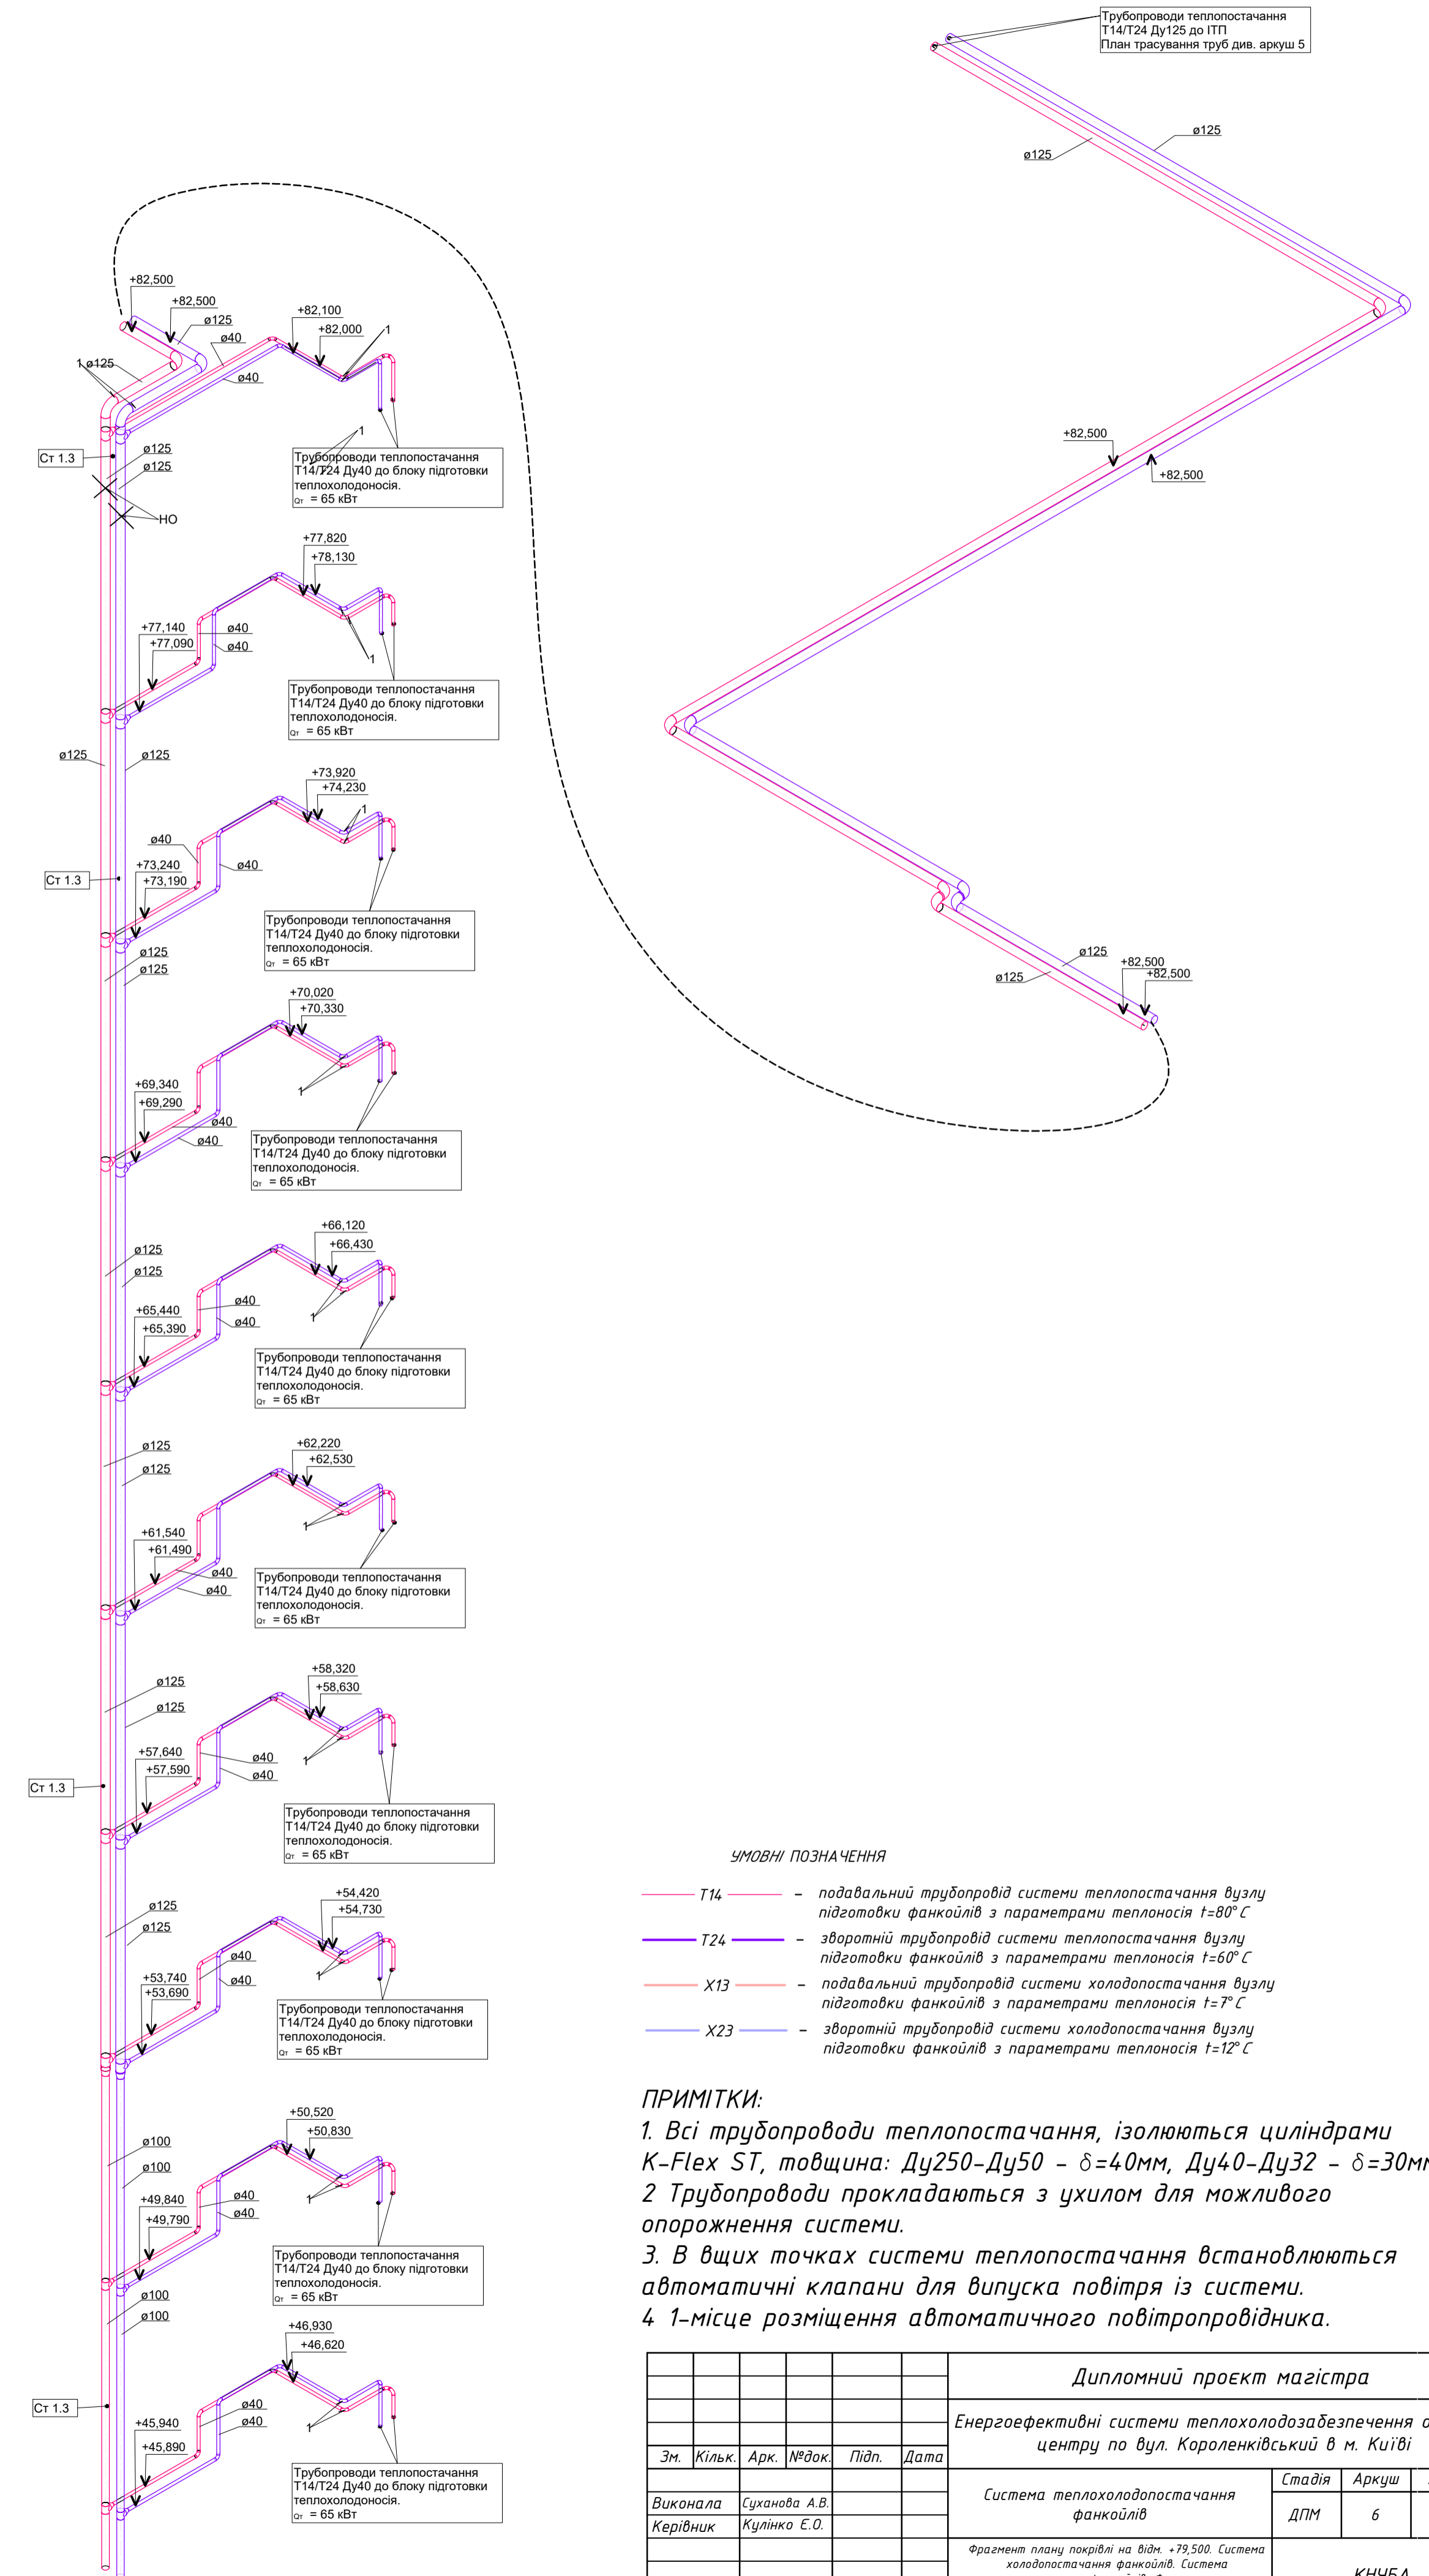 Трубопроводи теплопостачання
Т14/Т24 Ду125 до ІТП
План трасування труб див. аркуш 5
ø125
ø125
+82,500
+82,500
ø125
ø40
+82,100
+82,000
1
1 ø125
ø40
Ст 1.3
ø125
ø125
1
Трубопроводи теплопостачання
Т14/Т24 Ду40 до блоку підготовки
теплохолодоносія.
Qт = 65 кВт
НО
+82,500
+82,500
+77,820
+78,130
+77,140
+77,090
ø40
ø40
1
Трубопроводи теплопостачання
Т14/Т24 Ду40 до блоку підготовки
теплохолодоносія.
Qт = 65 кВт
ø125
ø125
+73,920
+74,230
1
ø40
ø40
+73,240
+73,190
Ст 1.3
Трубопроводи теплопостачання
Т14/Т24 Ду40 до блоку підготовки
теплохолодоносія.
Qт = 65 кВт
ø125
ø125
ø125
ø125
+82,500
+82,500
+70,020
+70,330
+69,340
+69,290
1
ø40
ø40
Трубопроводи теплопостачання
Т14/Т24 Ду40 до блоку підготовки
теплохолодоносія.
Qт = 65 кВт
+66,120
+66,430
ø125
ø125
+65,440
+65,390
ø40
ø40
1
Трубопроводи теплопостачання
Т14/Т24 Ду40 до блоку підготовки
теплохолодоносія.
Qт = 65 кВт
ø125
ø125
+62,220
+62,530
+61,540
+61,490
1
ø40
ø40
Трубопроводи теплопостачання
Т14/Т24 Ду40 до блоку підготовки
теплохолодоносія.
Qт = 65 кВт
ø125
ø125
+58,320
+58,630
+57,640
+57,590
ø40
ø40
1
Ст 1.3
Трубопроводи теплопостачання
Т14/Т24 Ду40 до блоку підготовки
теплохолодоносія.
Qт = 65 кВт
ø125
ø125
+54,420
+54,730
+53,740
+53,690
ø40
ø40
1
Трубопроводи теплопостачання
Т14/Т24 Ду40 до блоку підготовки
теплохолодоносія.
Qт = 65 кВт
ø100
ø100
+50,520
+50,830
+49,840
+49,790
ø40
ø40
1
Трубопроводи теплопостачання
Т14/Т24 Ду40 до блоку підготовки
теплохолодоносія.
Qт = 65 кВт
ø100
ø100
+46,930
+46,620
Ст 1.3
+45,940
+45,890
ø40
ø40
1
Трубопроводи теплопостачання
Т14/Т24 Ду40 до блоку підготовки
теплохолодоносія.
Qт = 65 кВт
УМОВНІ ПОЗНАЧЕННЯ
Т14 – подавальний трубопровід системи теплопостачання вузлу
підготовки фанкойлів з параметрами теплоносія t=80°С
Т24 – зворотній трубопровід системи теплопостачання вузлу
підготовки фанкойлів з параметрами теплоносія t=60°С
Х13 – подавальний трубопровід системи холодопостачання вузлу
підготовки фанкойлів з параметрами теплоносія t=7°С
Х23 – зворотній трубопровід системи холодопостачання вузлу
підготовки фанкойлів з параметрами теплоносія t=12°С
ПРИМІТКИ:
1. Всі трубопроводи теплопостачання, ізолюються циліндрами
K-Flex ST, товщина: Ду250-Ду50 - δ=40мм, Ду40-Ду32 - δ=30мм
2 Трубопроводи прокладаються з ухилом для можливого
опорожнення системи.
3. В вщих точках системи теплопостачання встановлюються
автоматичні клапани для випуска повітря із системи.
4 1-місце розміщення автоматичного повітропровідника.
Дипломний проєкт магістра
Енергоефективні системи теплохолодозабезпечення
центру по вул. Короленківський в м. Київі
Зм. Кільк. Арк. №док. Підп. Дата
Система теплохолодопостачання
фанкойлів
Стадія Аркуш
ДПМ 6
Виконала Суханова А.В.
Керівник Кулінко Є.О.
Фрагмент плану покрівлі на відм. +79,500. Система
холодопостачання фанкойлів. Система